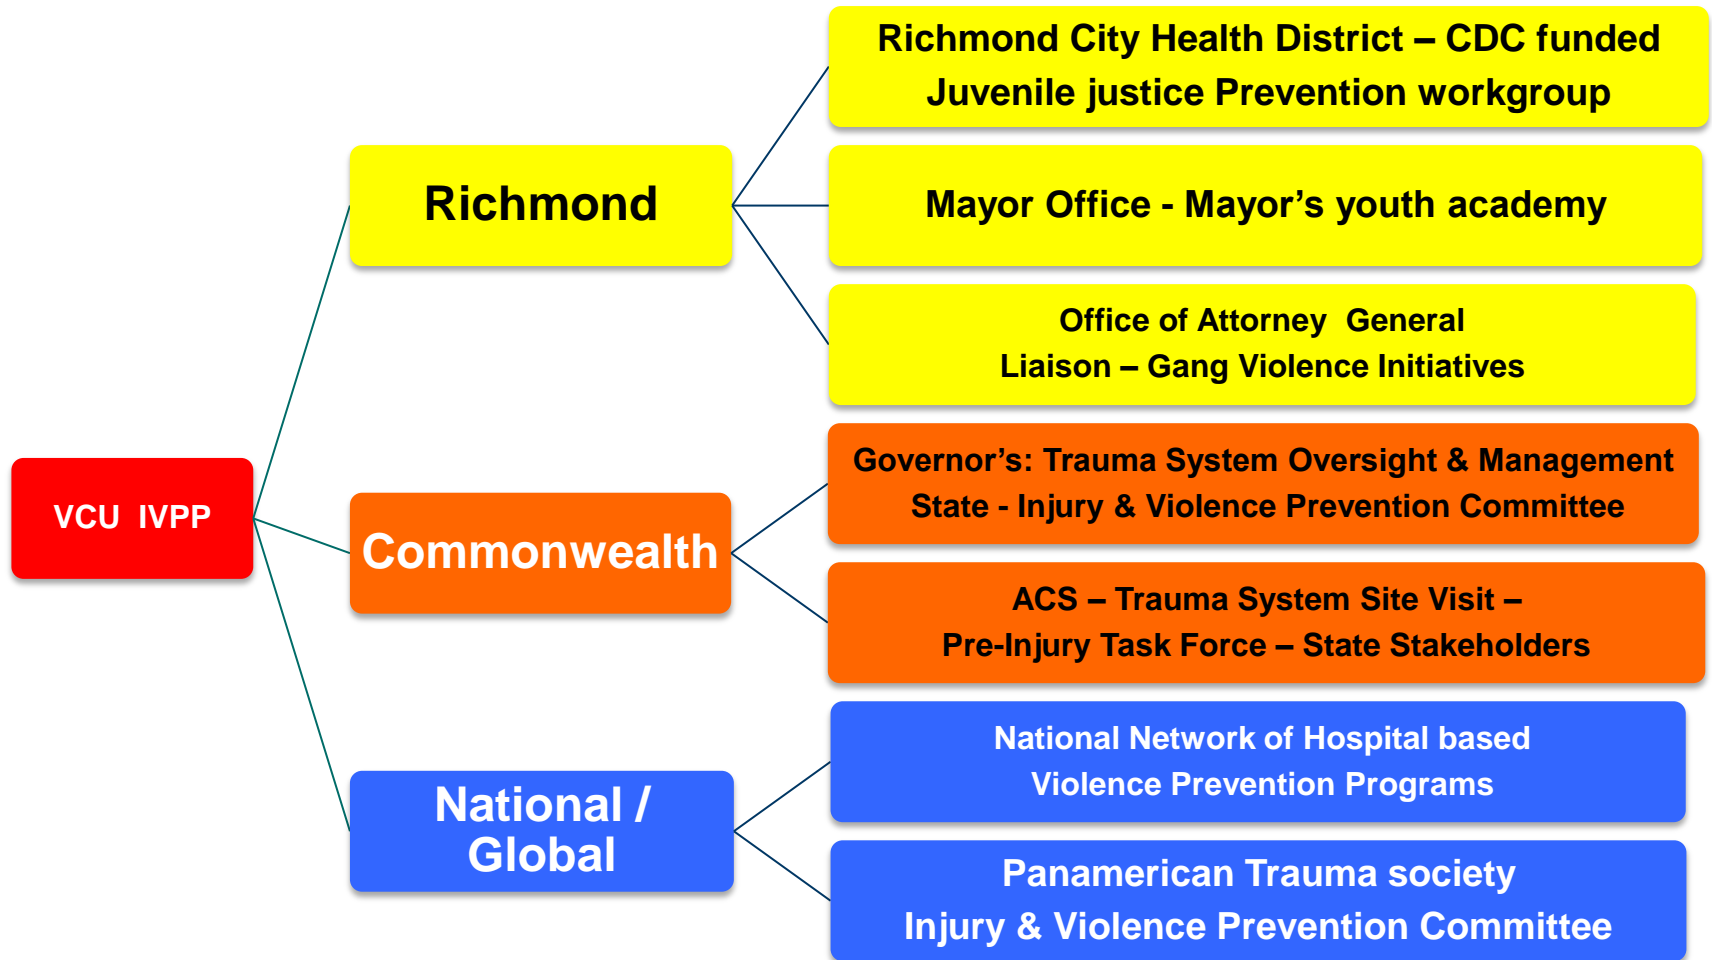 VCU IVPP
Richmond
Richmond City Health District – CDC funded
Juvenile justice Prevention workgroup
Mayor Office - Mayor’s youth academy
Office of Attorney General
Liaison – Gang Violence Initiatives
Commonwealth
Governor’s: Trauma System Oversight & Management
State - Injury & Violence Prevention Committee
ACS – Trauma System Site Visit –
Pre-Injury Task Force – State Stakeholders
National /
Global
National Network of Hospital based
Violence Prevention Programs
Panamerican Trauma society
Injury & Violence Prevention Committee